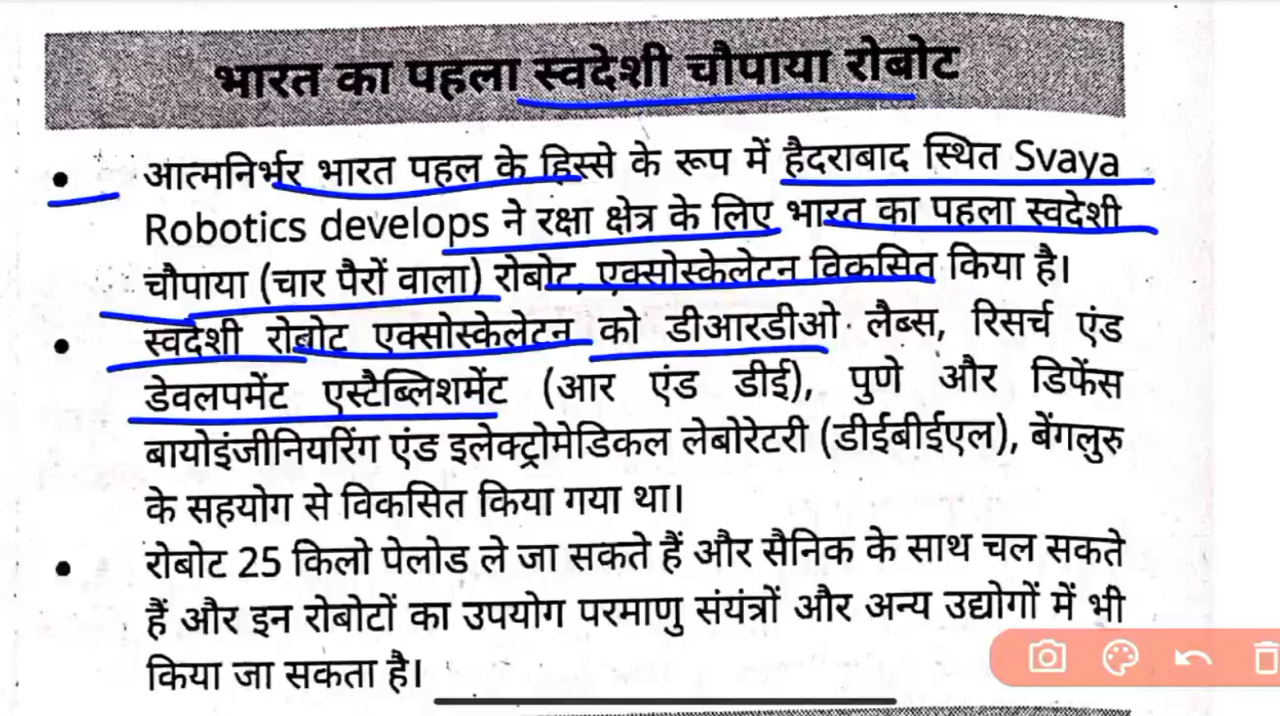 भारत का पहला स्वदेशी चौपाया रोबोट
• आत्मनिर्भर भारत पहल के हिस्से के रूप में हैदराबाद स्थित Svaya
Robotics develops ने रक्षा क्षेत्र के लिए भारत का पहला स्वदेशी
चौपाया (चार पैरों वाला) रोबोट, एक्सोस्केलेटन विकसित किया है।
• स्वदेशी रोबोट एक्सोस्केलेटन को डीआरडीओ लैब्स, रिसर्च एंड
डेवलपमेंट एस्टैब्लिशमेंट (आर एंड डीई), पुणे और डिफेंस
बायोइंजीनियरिंग एंड इलेक्ट्रोमेडिकल लेबोरेटरी (डीईबीईएल), बेंगलुरु
के सहयोग से विकसित किया गया था।
• रोबोट 25 किलो पेलोड ले जा सकते हैं और सैनिक के साथ चल सकते
हैं और इन रोबोटों का उपयोग परमाणु संयंत्रों और अन्य उद्योगों में भी
किया जा सकता है।